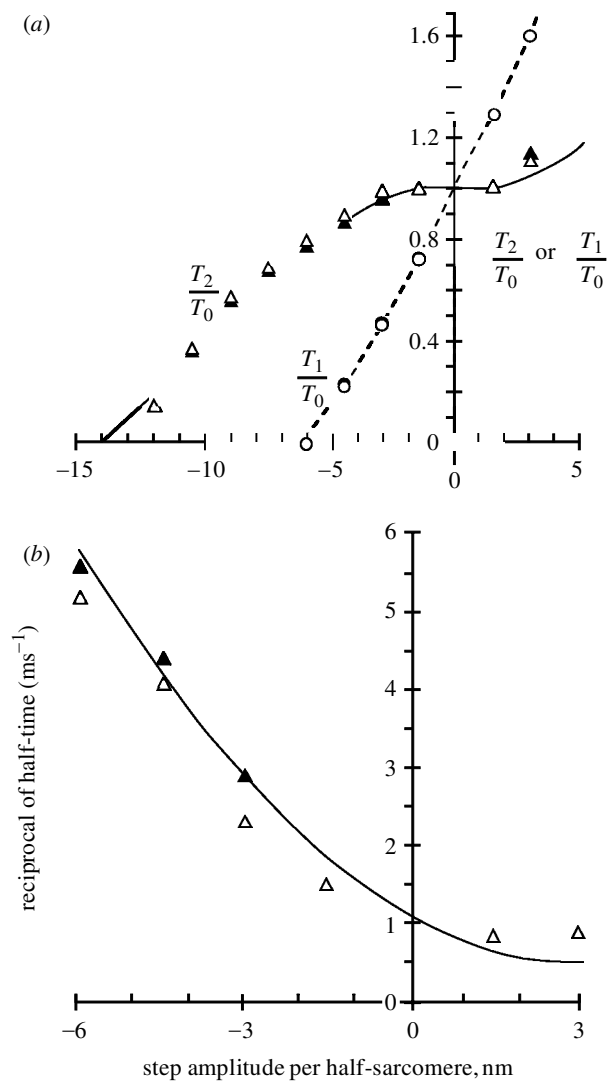 (a)
1.6
1.2
0.8
0.4
0
T2/T0
T1/T0
T2/T0 or T1/T0
–15 –10 –5 0 5
(b)
6
5
4
3
2
1
0
reciprocal of half-time (ms⁻¹)
–6 –3 0 3
step amplitude per half-sarcomere, nm